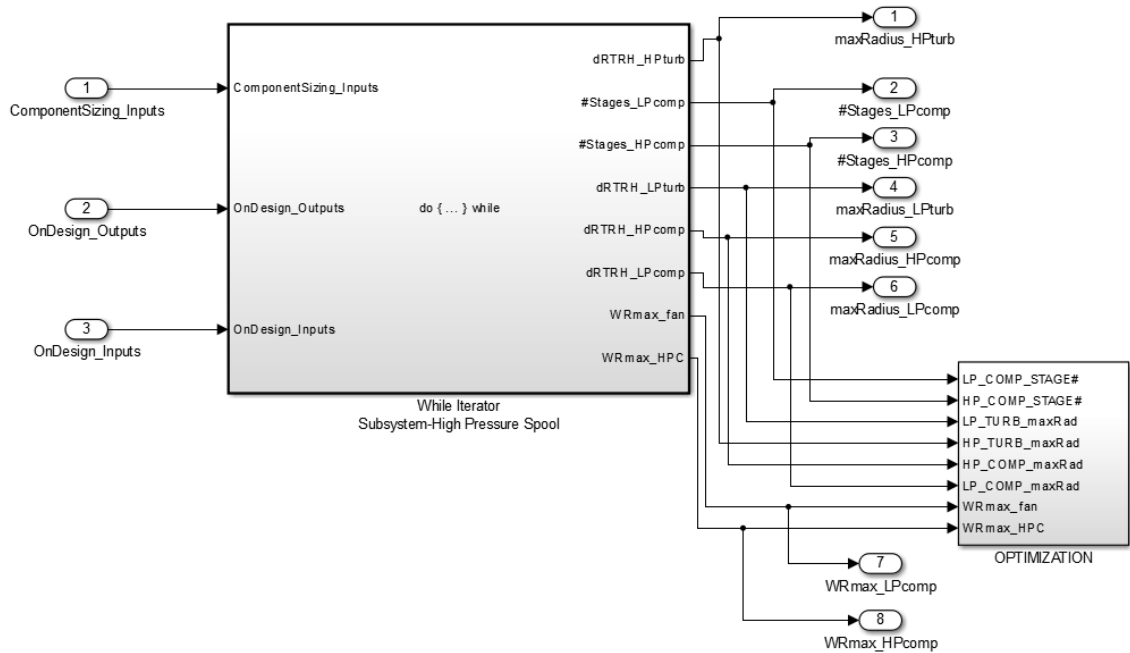 1
ComponentSizing_Inputs
2
OnDesign_Outputs
3
OnDesign_Inputs
ComponentSizing_Inputs
OnDesign_Outputs
do { ... } while
OnDesign_Inputs
dRTRH_HPturb
#Stages_LPcomp
#Stages_HPcomp
dRTRH_LPturb
dRTRH_HPcomp
dRTRH_LPcomp
WRmax_fan
WRmax_HPC
While Iterator
Subsystem-High Pressure Spool
1
maxRadius_HPturb
2
#Stages_LPcomp
3
#Stages_HPcomp
4
maxRadius_LPturb
5
maxRadius_HPcomp
6
maxRadius_LPcomp
LP_COMP_STAGE#
HP_COMP_STAGE#
LP_TURB_maxRad
HP_TURB_maxRad
HP_COMP_maxRad
LP_COMP_maxRad
WRmax_fan
WRmax_HPC
OPTIMIZATION
7
WRmax_LPcomp
8
WRmax_HPcomp